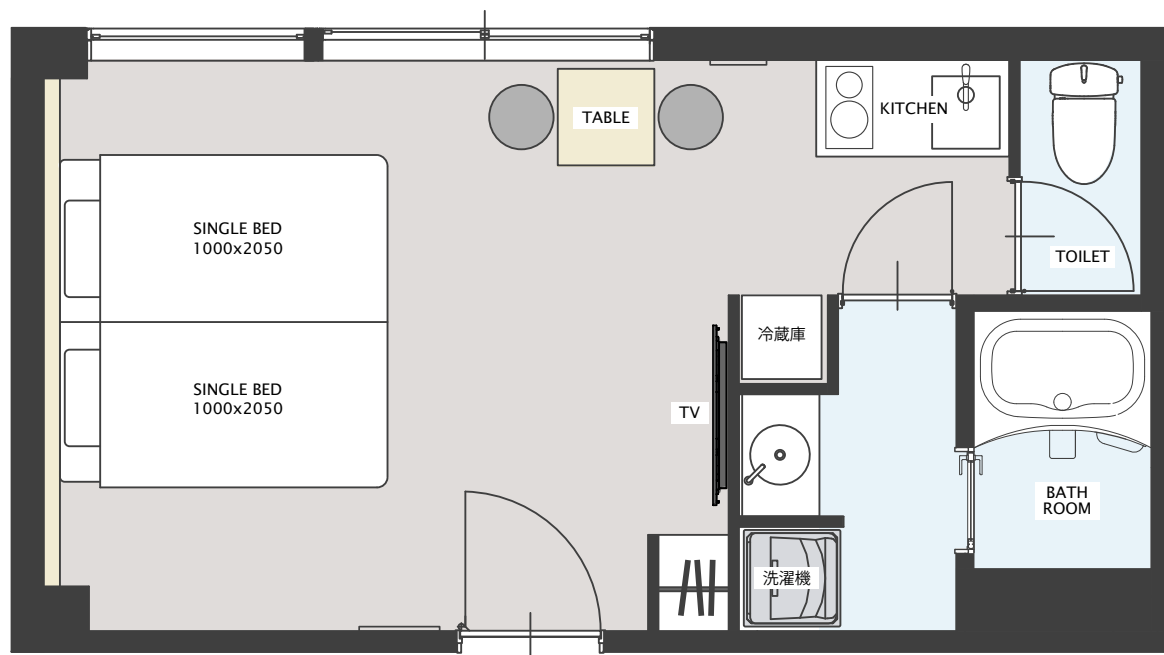 TABLE
KITCHEN
SINGLE BED
1000x2050
TOILET
冷蔵庫
SINGLE BED
1000x2050
TV
BATH
ROOM
洗濯機